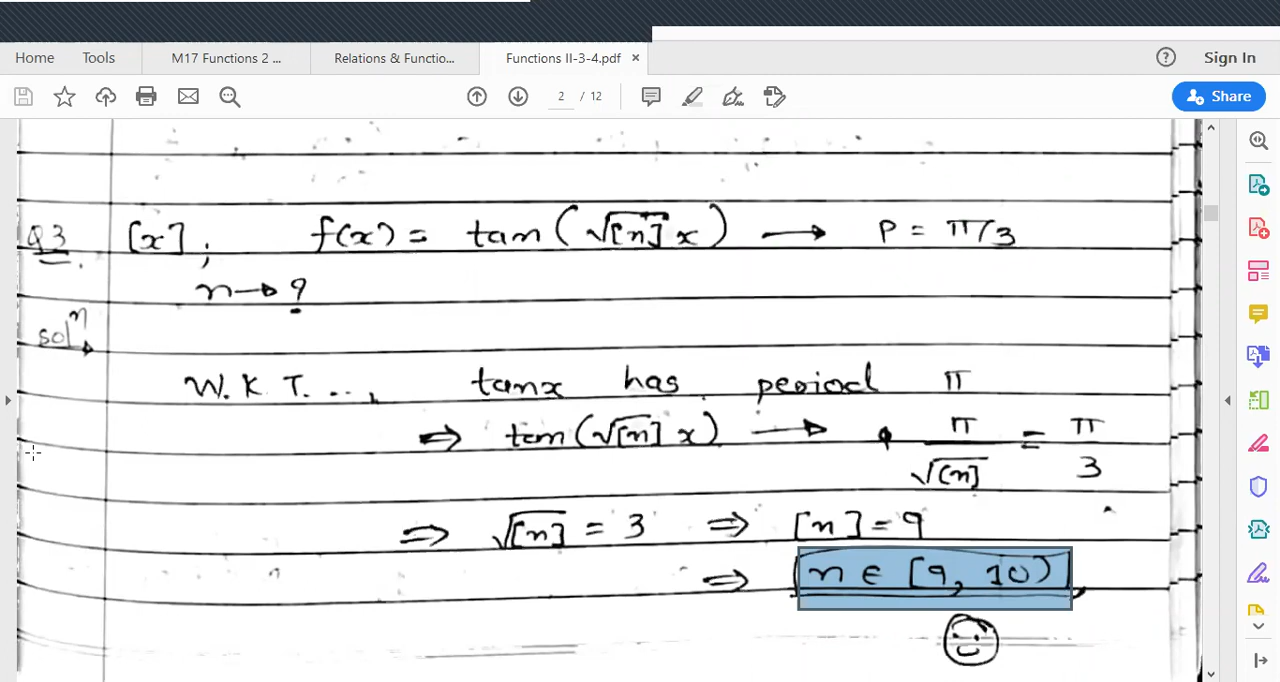 Home Tools M17 Functions 2 ... Relations & Functio... Functions II-3-4.pdf × ? Sign In
2 / 12 Share
Q3 [x] ; f(x) = tan(√[n] x) → P = π/3
n → ?
solⁿ
W.K.T..., tanx has period π
⇒ tan(√[n] x) → π/√[n] = π/3
⇒ √[n] = 3 ⇒ [n] = 9
⇒ n ∈ [9, 10)